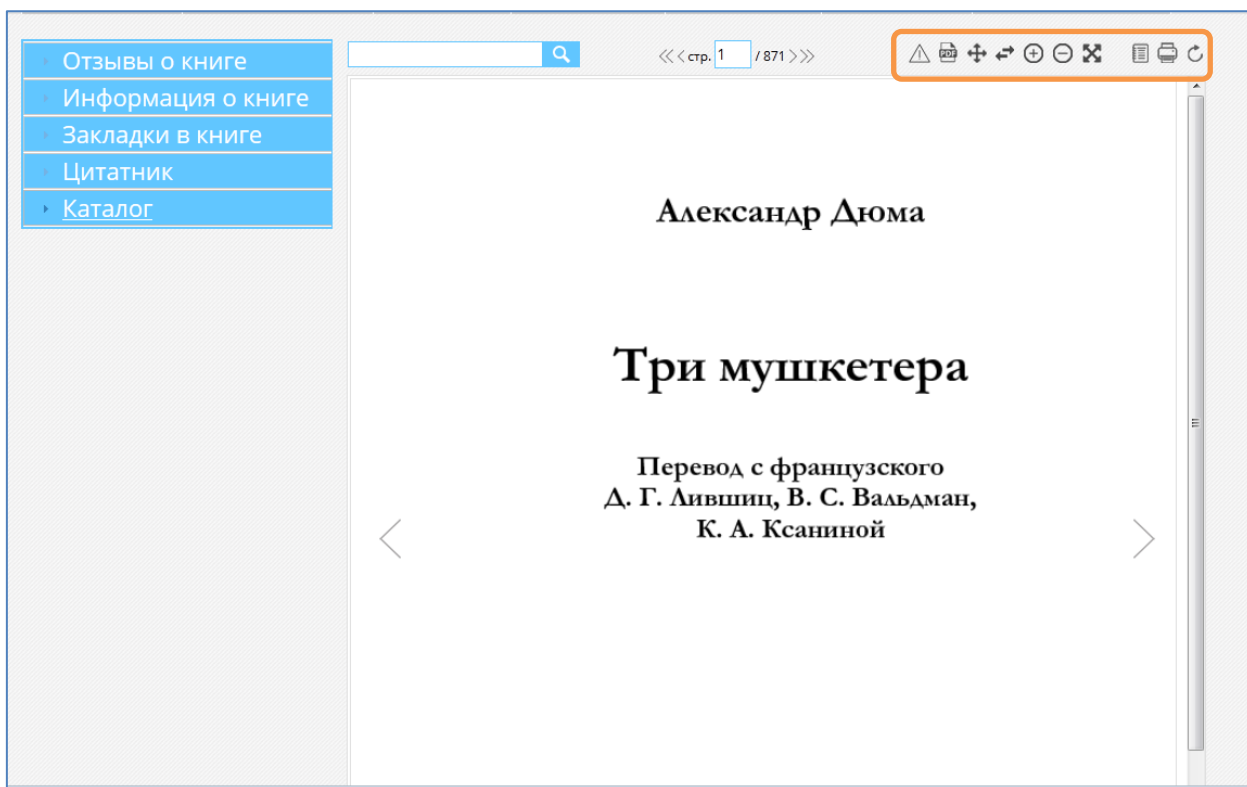 Отзывы о книге
Информация о книге
Закладки в книге
Цитатник
Каталог
стр. 1 / 871
PDF
Александр Дюма
Три мушкетера
Перевод с французского
Д. Г. Лившиц, В. С. Вальдман,
К. А. Ксаниной